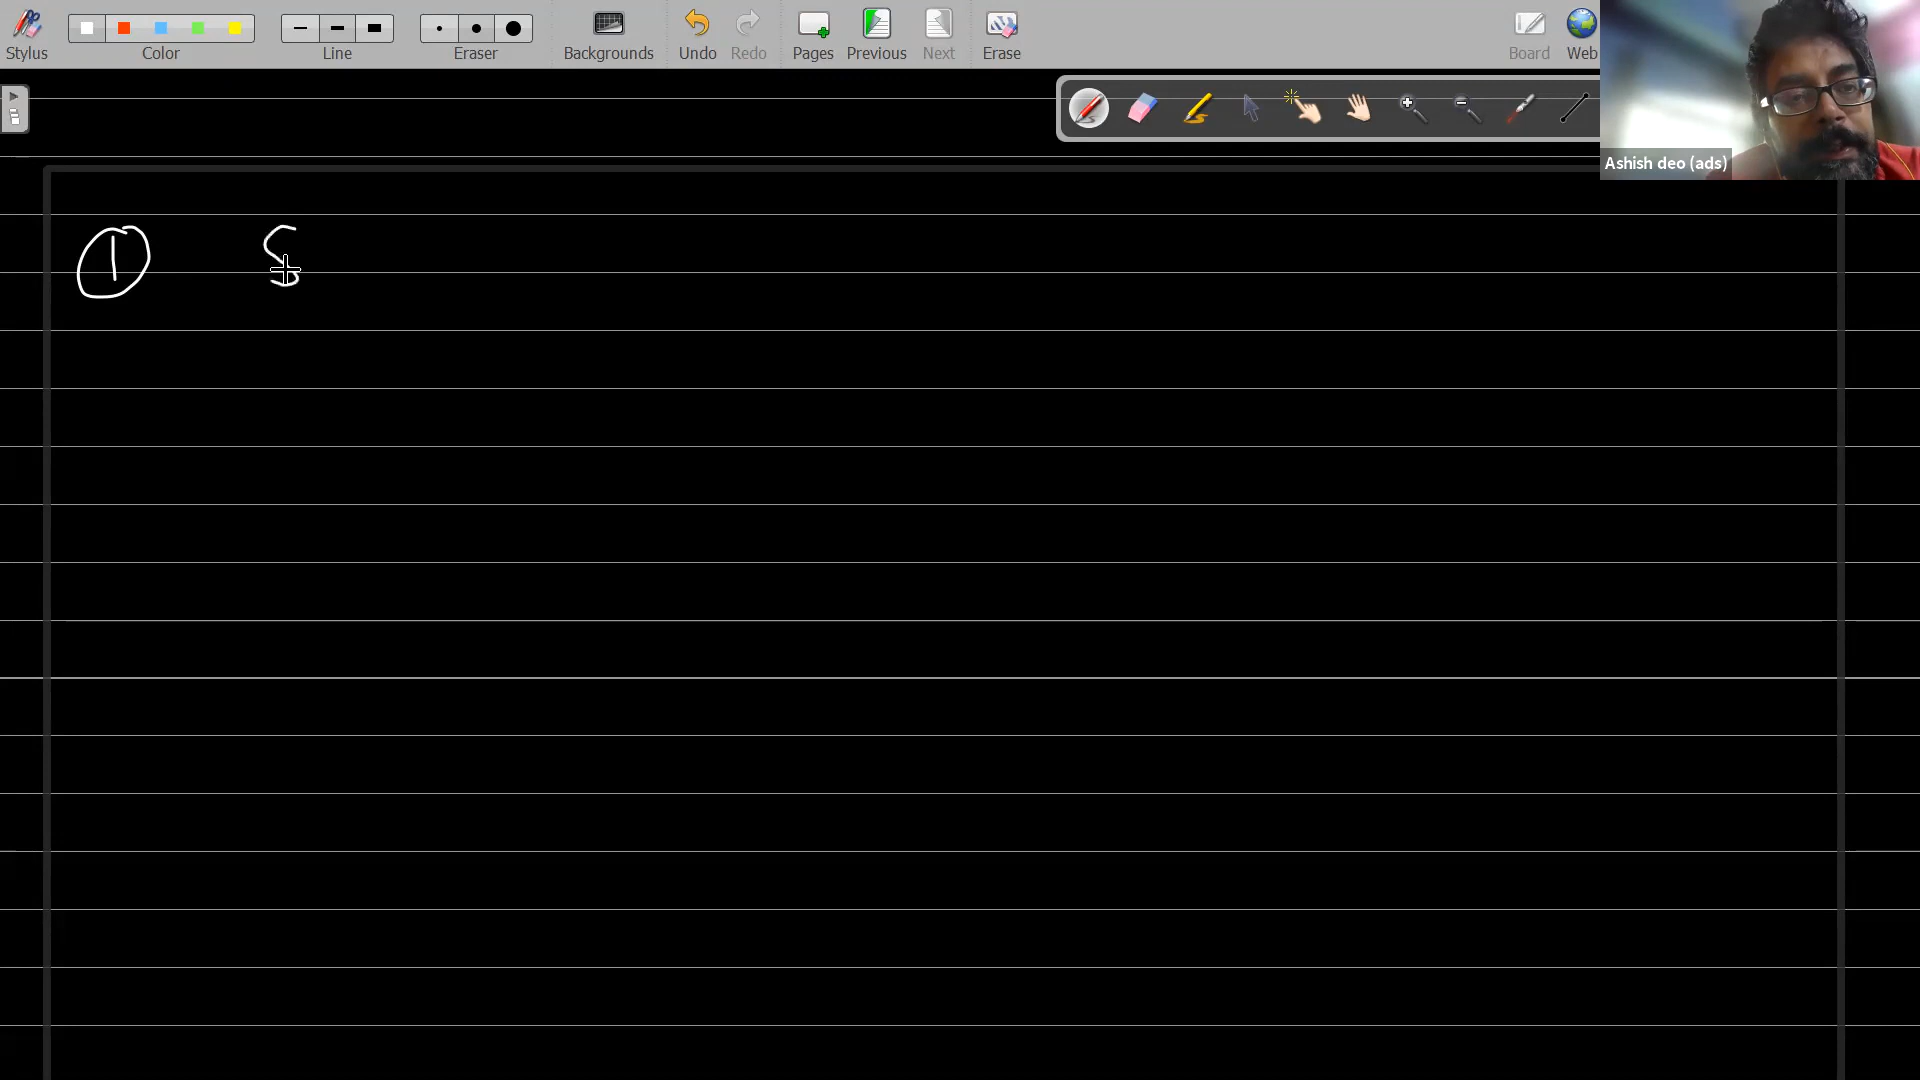 Stylus Color Line Eraser Backgrounds Undo Redo Pages Previous Next Erase Board Web
Ashish deo (ads)
① S